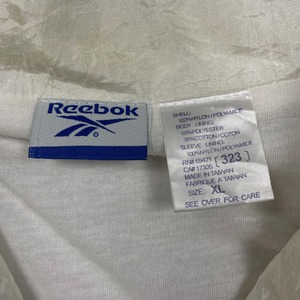 Reebok
®
SHELL:
100%NYLON/POLYAMIDE
BODY LINING:
65%POLYESTER
35%COTTON/COTON
SLEEVE LINING:
100%NYLON/POLYAMIDE
RN# 69421 [323]
CA# 17335
MADE IN TAIWAN
FABRIQUE A TAIWAN
SIZE: XL
SEE OVER FOR CARE